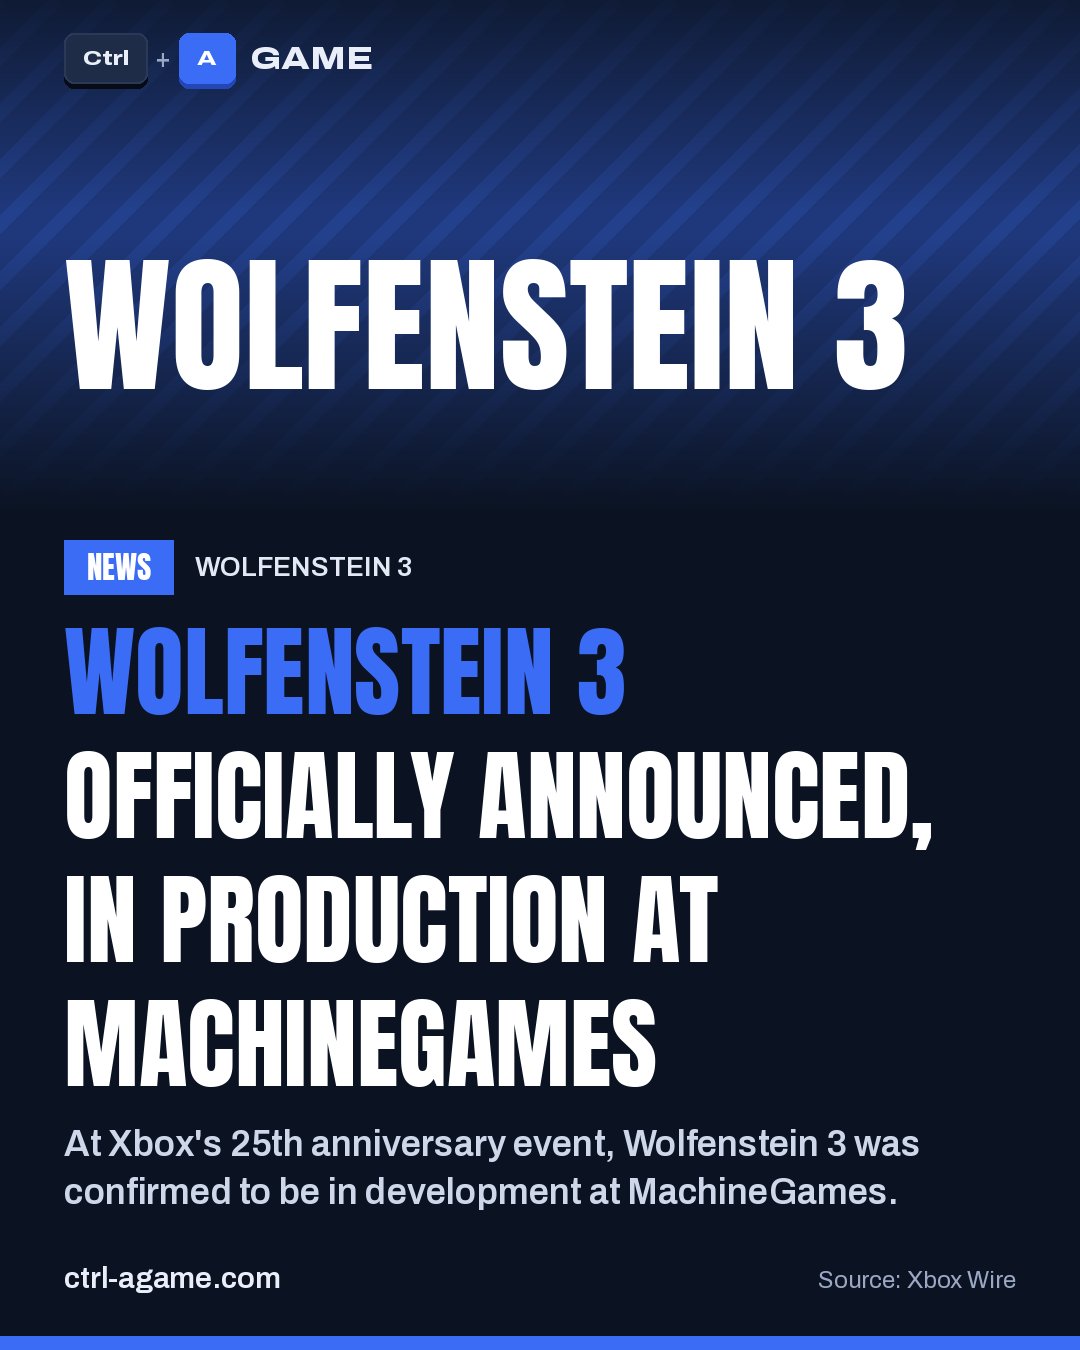 Ctrl + A GAME
WOLFENSTEIN 3
NEWS WOLFENSTEIN 3
WOLFENSTEIN 3
OFFICIALLY ANNOUNCED,
IN PRODUCTION AT
MACHINEGAMES
At Xbox's 25th anniversary event, Wolfenstein 3 was
confirmed to be in development at MachineGames.
ctrl-agame.com
Source: Xbox Wire